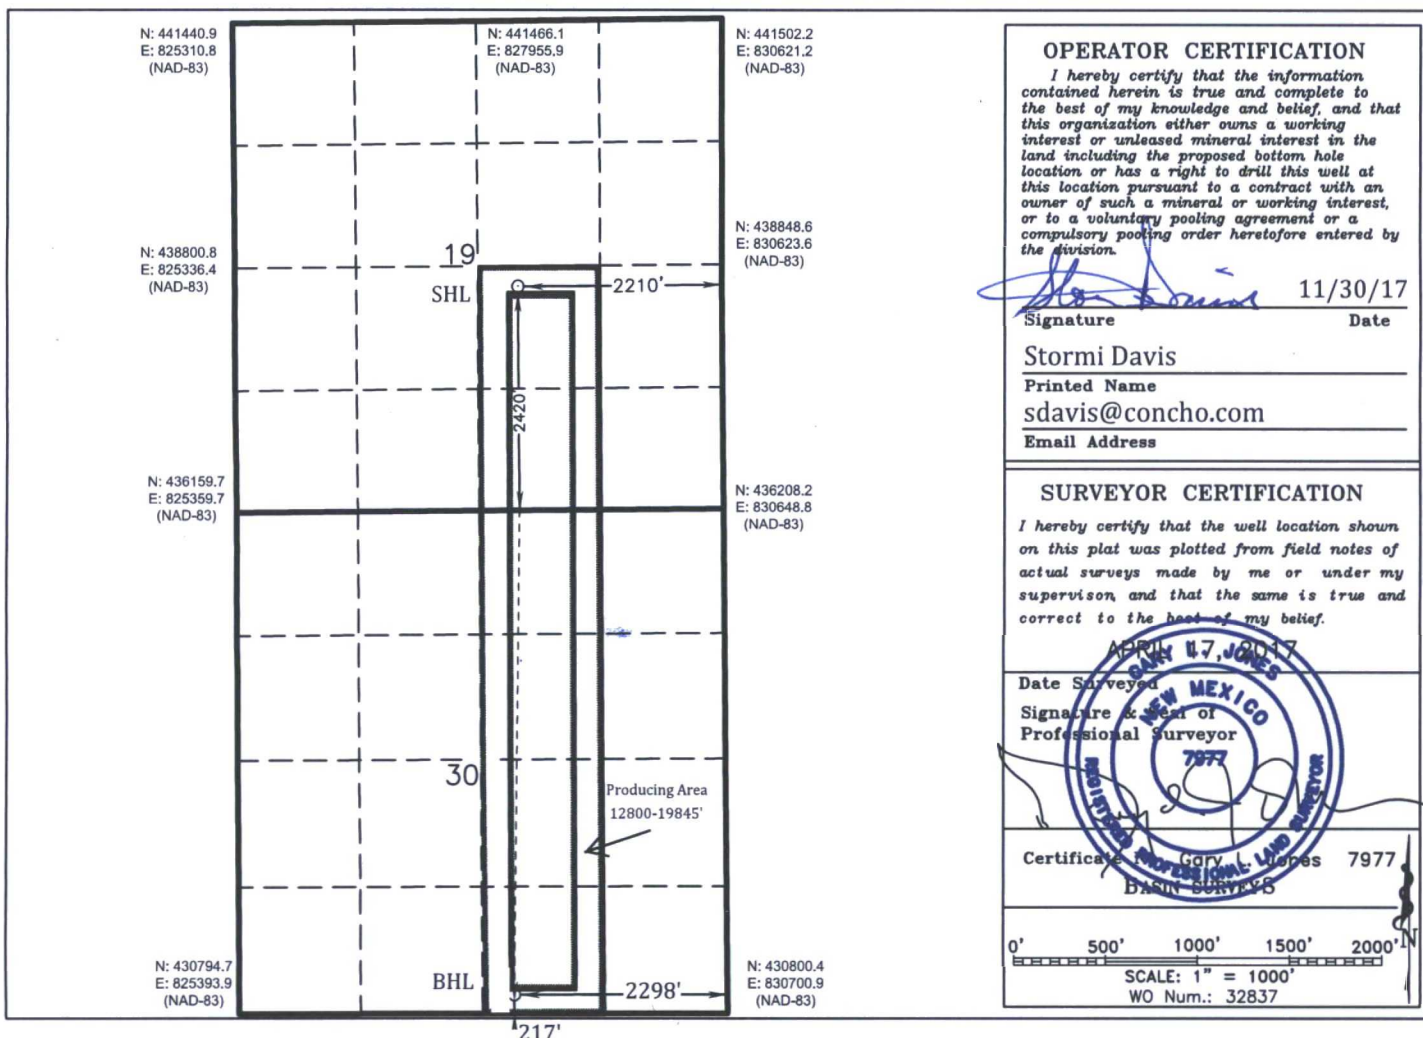 N: 441440.9
E: 825310.8
(NAD-83)
N: 441466.1
E: 827955.9
(NAD-83)
N: 441502.2
E: 830621.2
(NAD-83)
N: 438800.8
E: 825336.4
(NAD-83)
19
SHL
2210'
N: 438848.6
E: 830623.6
(NAD-83)
2420'
N: 436159.7
E: 825359.7
(NAD-83)
N: 436208.2
E: 830648.8
(NAD-83)
30
Producing Area
12800-19845'
N: 430794.7
E: 825393.9
(NAD-83)
BHL
2298'
N: 430800.4
E: 830700.9
(NAD-83)
217'
OPERATOR CERTIFICATION
I hereby certify that the information
contained herein is true and complete to
the best of my knowledge and belief, and that
this organization either owns a working
interest or unleased mineral interest in the
land including the proposed bottom hole
location or has a right to drill this well at
this location pursuant to a contract with an
owner of such a mineral or working interest,
or to a voluntary pooling agreement or a
compulsory pooling order heretofore entered by
the division.
11/30/17
Signature Date
Stormi Davis
Printed Name
sdavis@concho.com
Email Address
SURVEYOR CERTIFICATION
I hereby certify that the well location shown
on this plat was plotted from field notes of
actual surveys made by me or under my
supervison, and that the same is true and
correct to the best of my belief.
APRIL 17, 2017
Date Surveyed
Signature & Seal of
Professional Surveyor
GARY L. JONES
NEW MEXICO
7977
REGISTERED PROFESSIONAL LAND SURVEYOR
Certificate Gary L. Jones 7977
BASIN SURVEYS
0' 500' 1000' 1500' 2000'
N
SCALE: 1" = 1000'
WO Num.: 32837